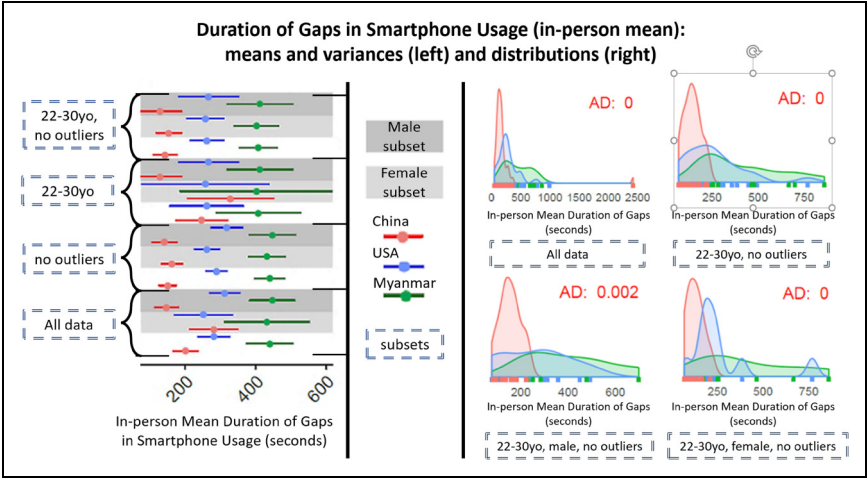 Duration of Gaps in Smartphone Usage (in-person mean):
means and variances (left) and distributions (right)
22-30yo,
no outliers
22-30yo
no outliers
All data
200
400
600
In-person Mean Duration of Gaps
in Smartphone Usage (seconds)
Male
subset
Female
subset
China
USA
Myanmar
subsets
AD: 0
0 500 1000 1500 2000 2500
In-person Mean Duration of Gaps
(seconds)
All data
AD: 0
250 500 750
In-person Mean Duration of Gaps
(seconds)
22-30yo, no outliers
AD: 0.002
200 400 600
In-person Mean Duration of Gaps
(seconds)
22-30yo, male, no outliers
AD: 0
250 500 750
In-person Mean Duration of Gaps
(seconds)
22-30yo, female, no outliers